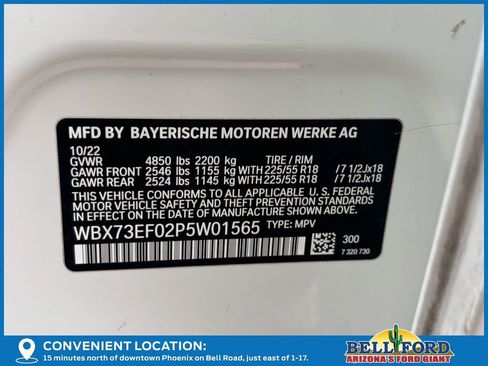 MFD BY BAYERISCHE MOTOREN WERKE AG
10/22
GVWR 4850 lbs 2200 kg TIRE / RIM
GAWR FRONT 2546 lbs 1155 kg WITH 225/55 R18 /7 1/2Jx18
GAWR REAR 2524 lbs 1145 kg WITH 225/55 R18 /7 1/2Jx18
THIS VEHICLE CONFORMS TO ALL APPLICABLE U.S. FEDERAL
MOTOR VEHICLE SAFETY, BUMPER, AND THEFT PREVENTION
STANDARDS IN EFFECT ON THE DATE OF MANUFACTURE SHOWN ABOVE.
WBX73EF02P5W01565 TYPE: MPV
300
7 320 730
CONVENIENT LOCATION:
15 minutes north of downtown Phoenix on Bell Road, just east of 1-17.
BELL FORD
ARIZONA'S FORD GIANT